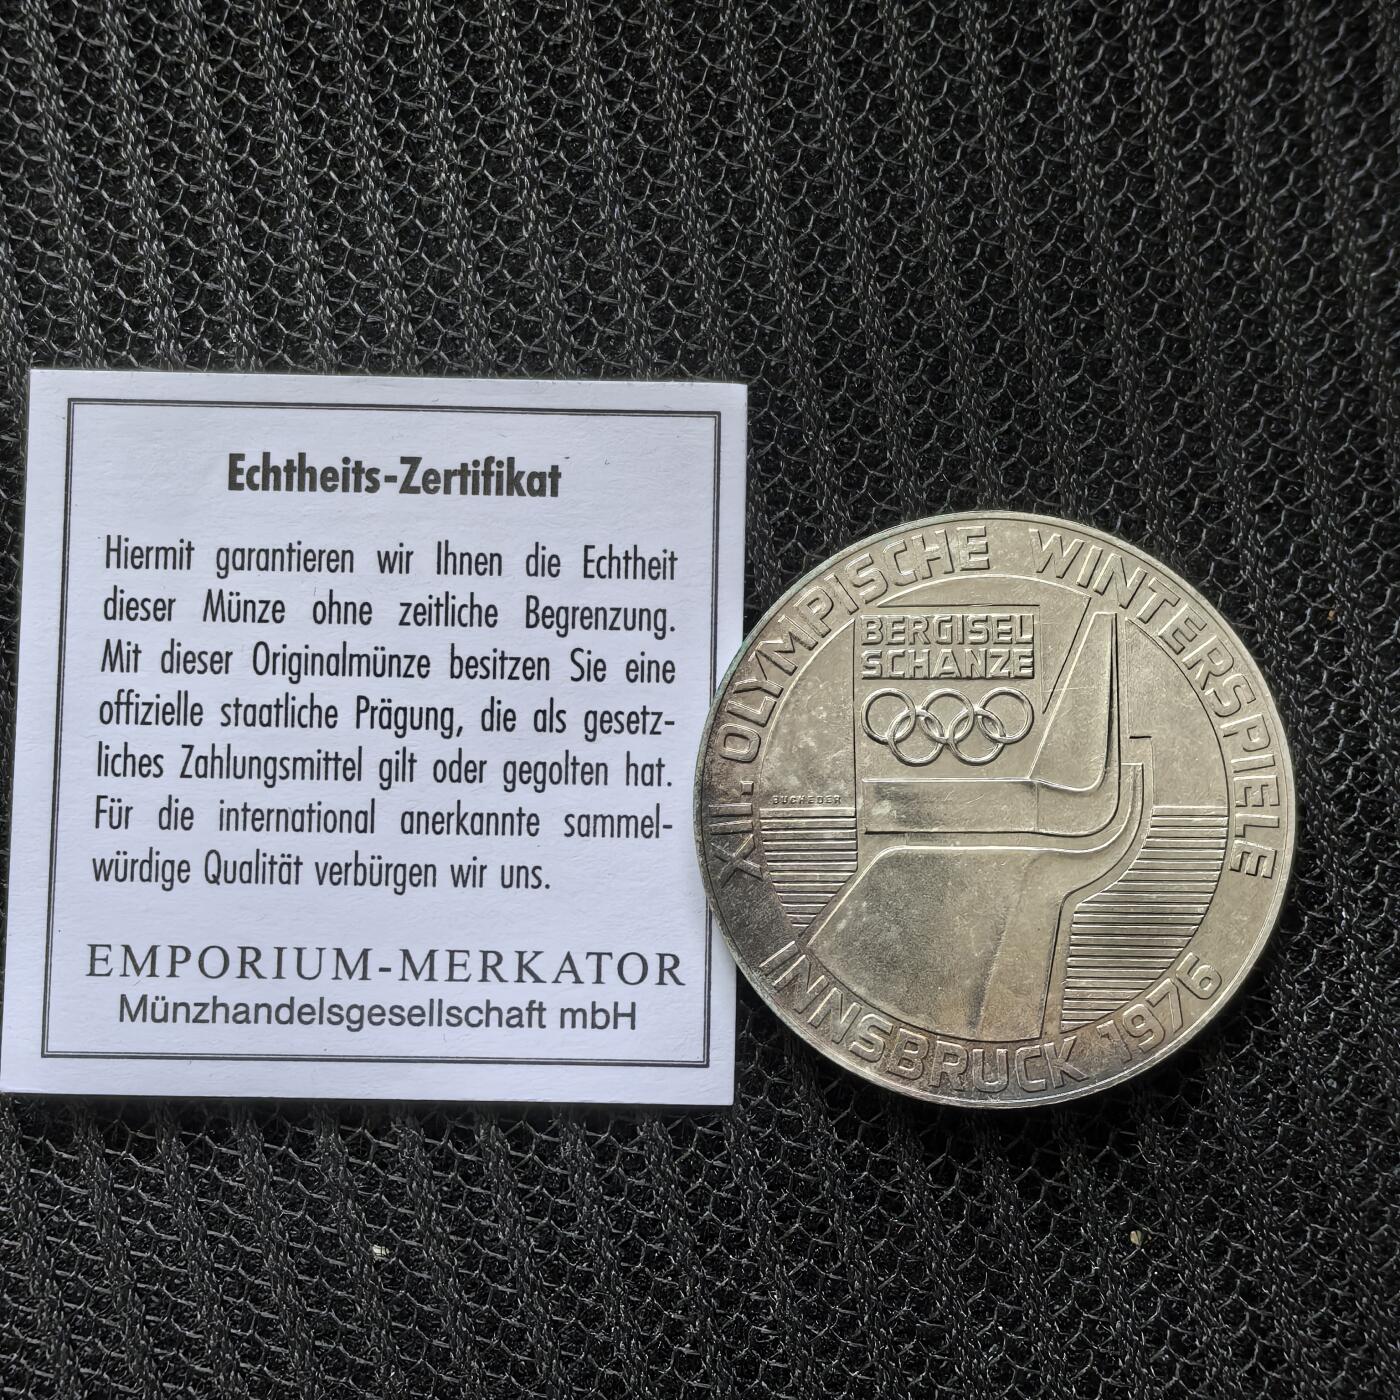 Echtheits-Zertifikat
Hiermit garantieren wir Ihnen die Echtheit
dieser Münze ohne zeitliche Begrenzung.
Mit dieser Originalmünze besitzen Sie eine
offizielle staatliche Prägung, die als gesetz-
liches Zahlungsmittel gilt oder gegolten hat.
Für die international anerkannte sammel-
würdige Qualität verbürgen wir uns.
EMPORIUM-MERKATOR
Münzhandelsgesellschaft mbH
XII. OLYMPISCHE WINTERSPIELE
BERGISEL
SCHANZE
BUCHEDER
INNSBRUCK 1976